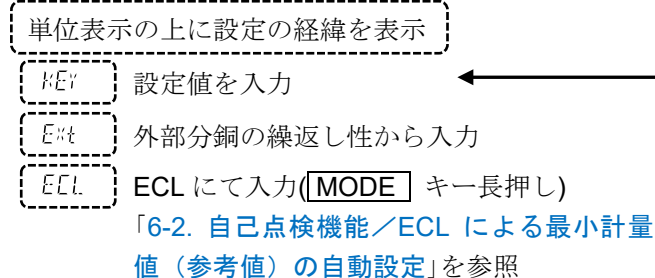 単位表示の上に設定の経緯を表示
KEY 設定値を入力
Ext 外部分銅の繰返し性から入力
ECL ECL にて入力(MODE キー長押し)
「6-2. 自己点検機能／ECL による最小計量
値（参考値）の自動設定」を参照